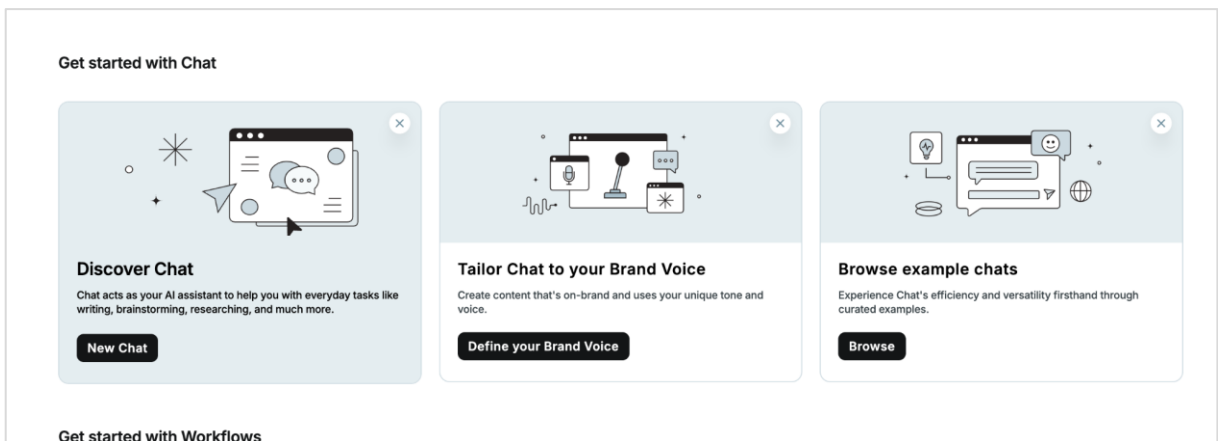 Get started with Chat
Discover Chat
Chat acts as your AI assistant to help you with everyday tasks like
writing, brainstorming, researching, and much more.
New Chat
Tailor Chat to your Brand Voice
Create content that's on-brand and uses your unique tone and
voice.
Define your Brand Voice
Browse example chats
Experience Chat's efficiency and versatility firsthand through
curated examples.
Browse
Get started with Workflows